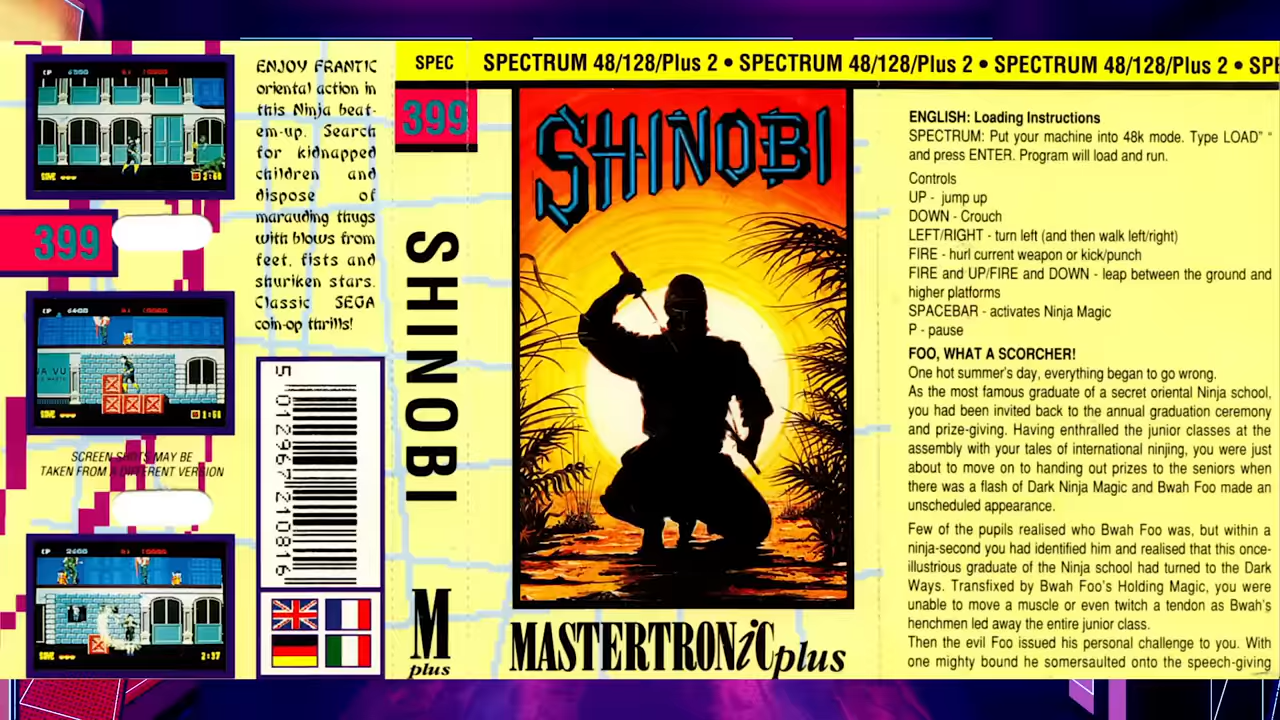 ENJOY FRANTIC
oriental action in
this Ninja beat-
em-up. Search
for kidnapped
children and
dispose of
marauding thugs
with blows from
feet, fists and
shuriken stars.
Classic SEGA
coin-op thrills!
399
SCREEN SHOTS MAY BE
TAKEN FROM A DIFFERENT VERSION
5 012967 210816
SPEC
399
SHINOBI
M
plus
SPECTRUM 48/128/Plus 2 • SPECTRUM 48/128/Plus 2 • SPECTRUM 48/128/Plus 2 • SPE
SHINOBI
MASTERTRONiCplus
ENGLISH: Loading Instructions
SPECTRUM: Put your machine into 48k mode. Type LOAD" "
and press ENTER. Program will load and run.
Controls
UP - jump up
DOWN - Crouch
LEFT/RIGHT - turn left (and then walk left/right)
FIRE - hurl current weapon or kick/punch
FIRE and UP/FIRE and DOWN - leap between the ground and
higher platforms
SPACEBAR - activates Ninja Magic
P - pause
FOO, WHAT A SCORCHER!
One hot summer's day, everything began to go wrong.
As the most famous graduate of a secret oriental Ninja school,
you had been invited back to the annual graduation ceremony
and prize-giving. Having enthralled the junior classes at the
assembly with your tales of international ninjing, you were just
about to move on to handing out prizes to the seniors when
there was a flash of Dark Ninja Magic and Bwah Foo made an
unscheduled appearance.
Few of the pupils realised who Bwah Foo was, but within a
ninja-second you had identified him and realised that this once-
illustrious graduate of the Ninja school had turned to the Dark
Ways. Transfixed by Bwah Foo's Holding Magic, you were
unable to move a muscle or even twitch a tendon as Bwah's
henchmen led away the entire junior class.
Then the evil Foo issued his personal challenge to you. With
one mighty bound he somersaulted onto the speech-giving